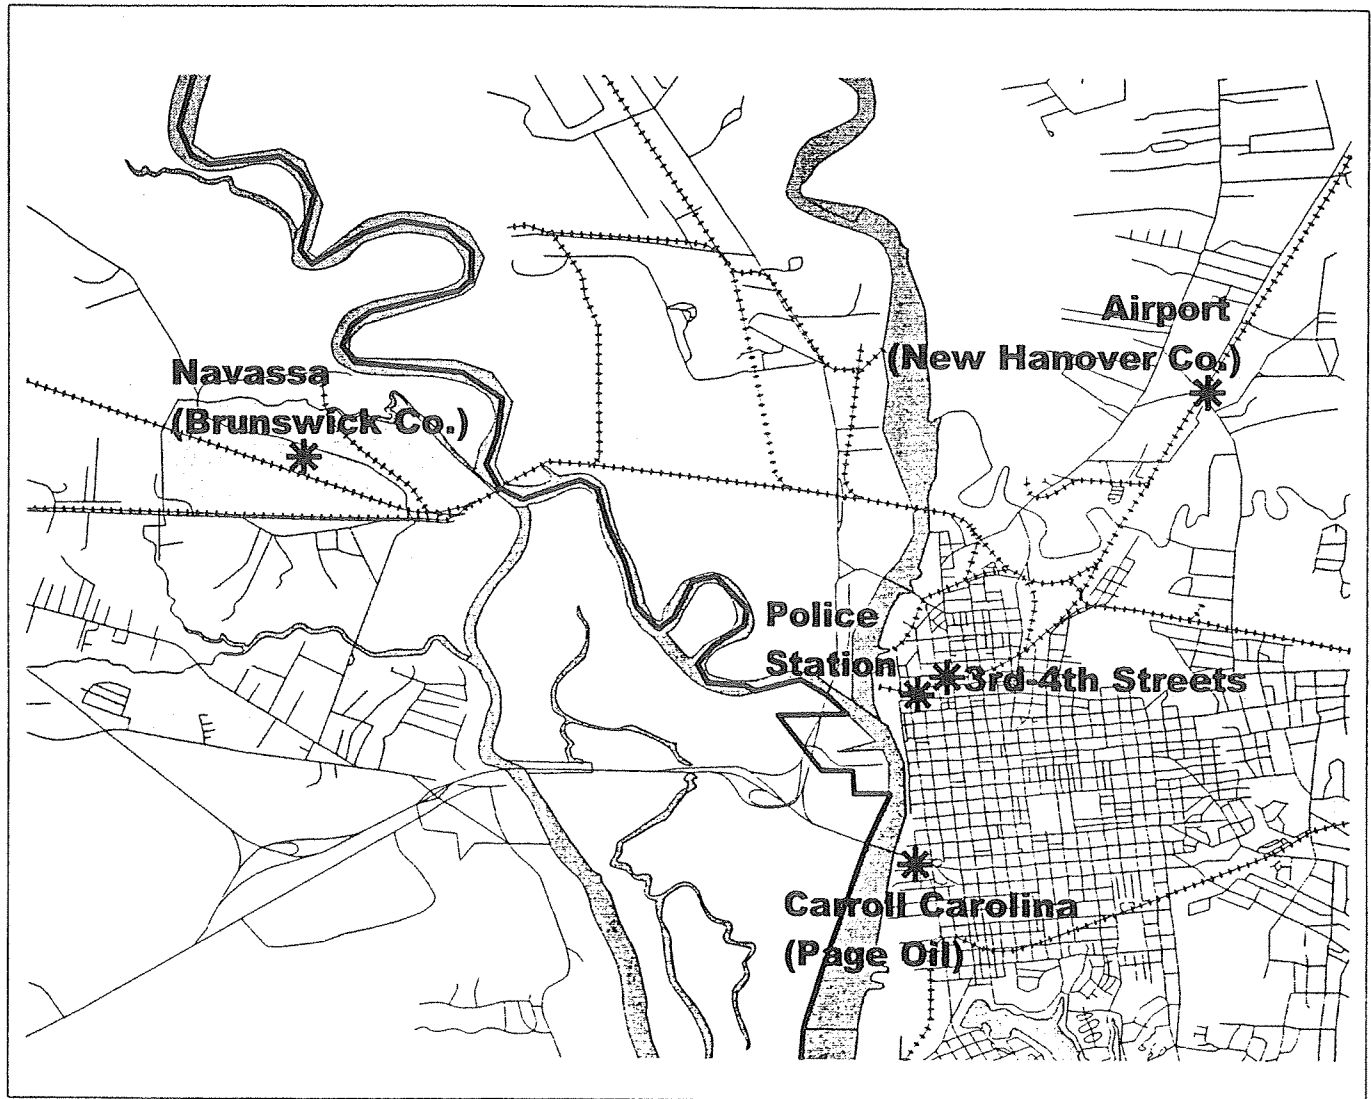 Airport
(New Hanover Co.)
Navassa
(Brunswick Co.)
Police
Station
3rd-4th Streets
Carroll Carolina
(Page Oil)